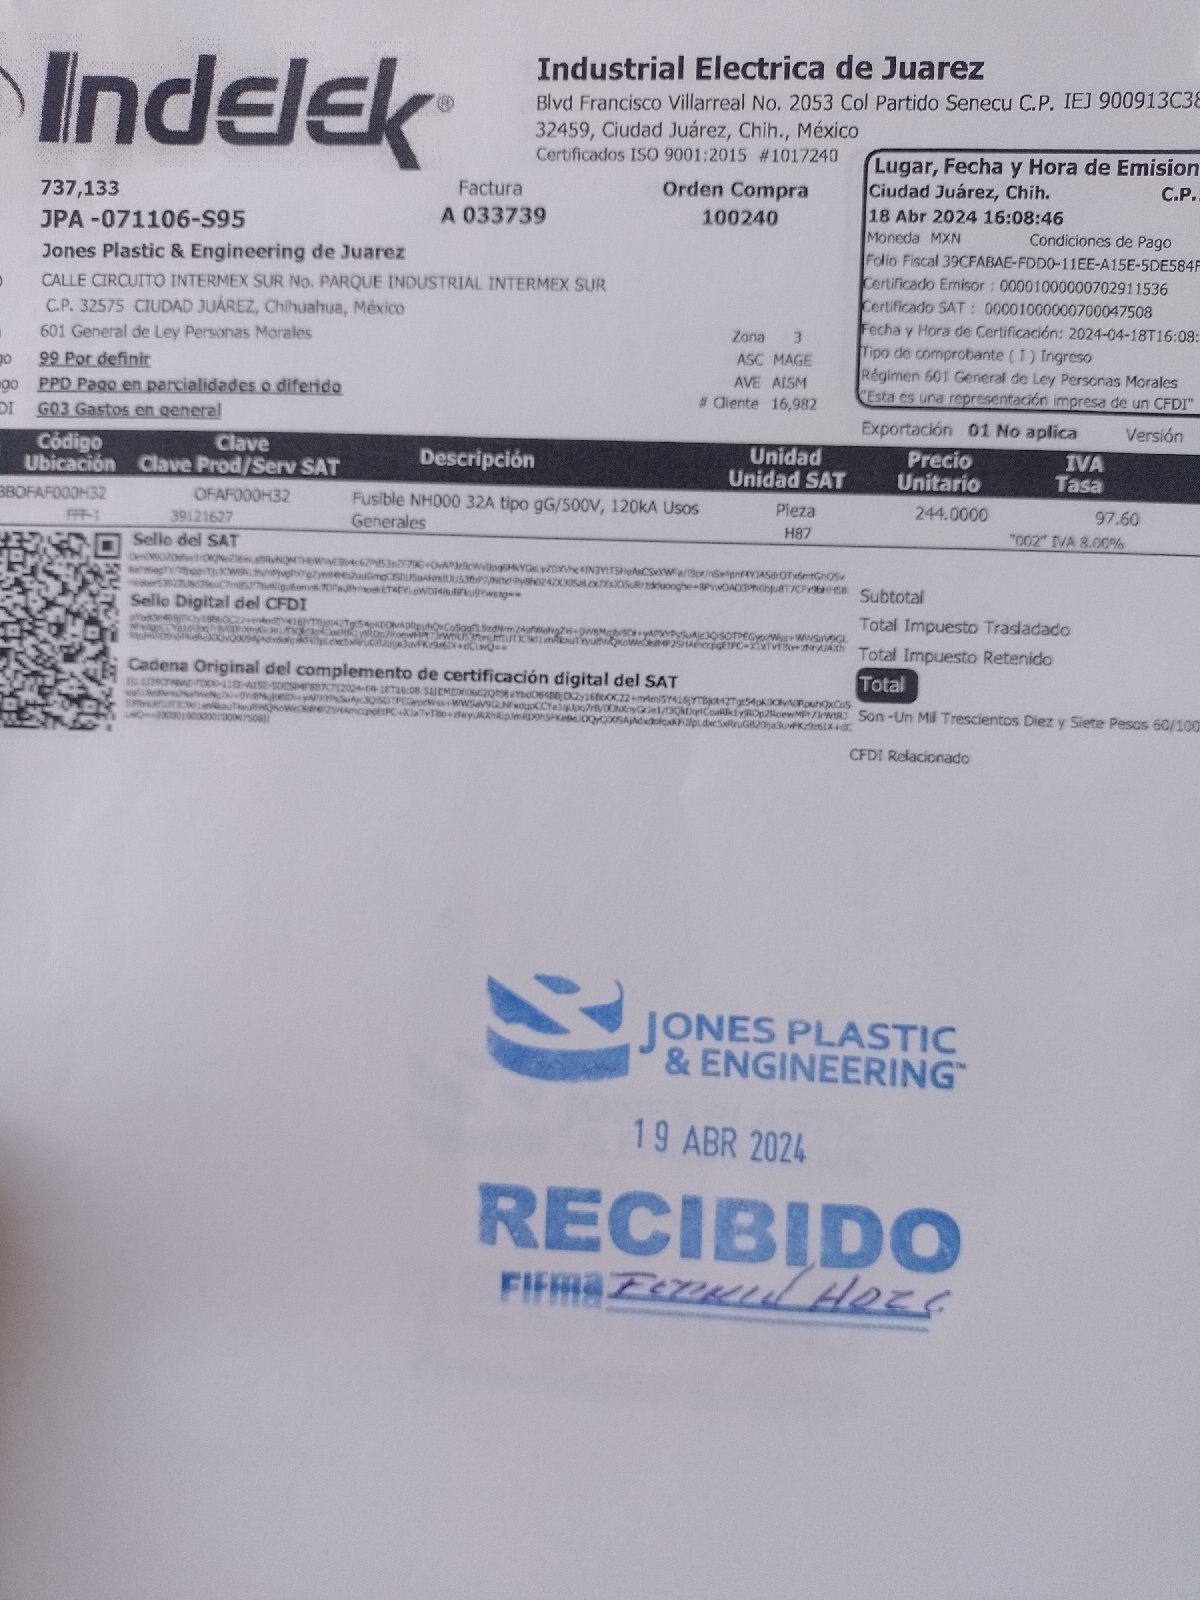 Indelek®
Industrial Electrica de Juarez
Blvd Francisco Villarreal No. 2053 Col Partido Senecu C.P. IEJ 900913C38
32459, Ciudad Juárez, Chih., México
Certificados ISO 9001:2015 #1017240
737,133
Factura
Orden Compra
JPA -071106-S95
A 033739
100240
Jones Plastic & Engineering de Juarez
CALLE CIRCUITO INTERMEX SUR No. PARQUE INDUSTRIAL INTERMEX SUR
C.P. 32575 CIUDAD JUÁREZ, Chihuahua, México
601 General de Ley Personas Morales
99 Por definir
PPD Pago en parcialidades o diferido
G03 Gastos en general
Zona 3
ASC MAGE
AVE AISM
# Cliente 16,982
Lugar, Fecha y Hora de Emision
Ciudad Juárez, Chih. C.P.
18 Abr 2024 16:08:46
Moneda MXN Condiciones de Pago
Folio Fiscal 39CFABAE-FDD0-11EE-A15E-5DE584F
Certificado Emisor : 00001000000702911536
Certificado SAT : 00001000000700047508
Fecha y Hora de Certificación: 2024-04-18T16:08:
Tipo de comprobante ( I ) Ingreso
Régimen 601 General de Ley Personas Morales
"Esta es una representación impresa de un CFDI"
Exportación 01 No aplica Versión
Código Clave Descripción Unidad Precio IVA
Ubicación Clave Prod/Serv SAT Unidad SAT Unitario Tasa
BBOFAF000H32 OFAF000H32 Fusible NH000 32A tipo gG/500V, 120kA Usos Pieza 244.0000 97.60
FFF-1 39121627 Generales H87 "002" IVA 8.00%
Sello del SAT
Sello Digital del CFDI
Cadena Original del complemento de certificación digital del SAT
Subtotal
Total Impuesto Trasladado
Total Impuesto Retenido
Total
Son -Un Mil Trescientos Diez y Siete Pesos 60/100
CFDI Relacionado
JONES PLASTIC
& ENGINEERING™
19 ABR 2024
RECIBIDO
FIRMA